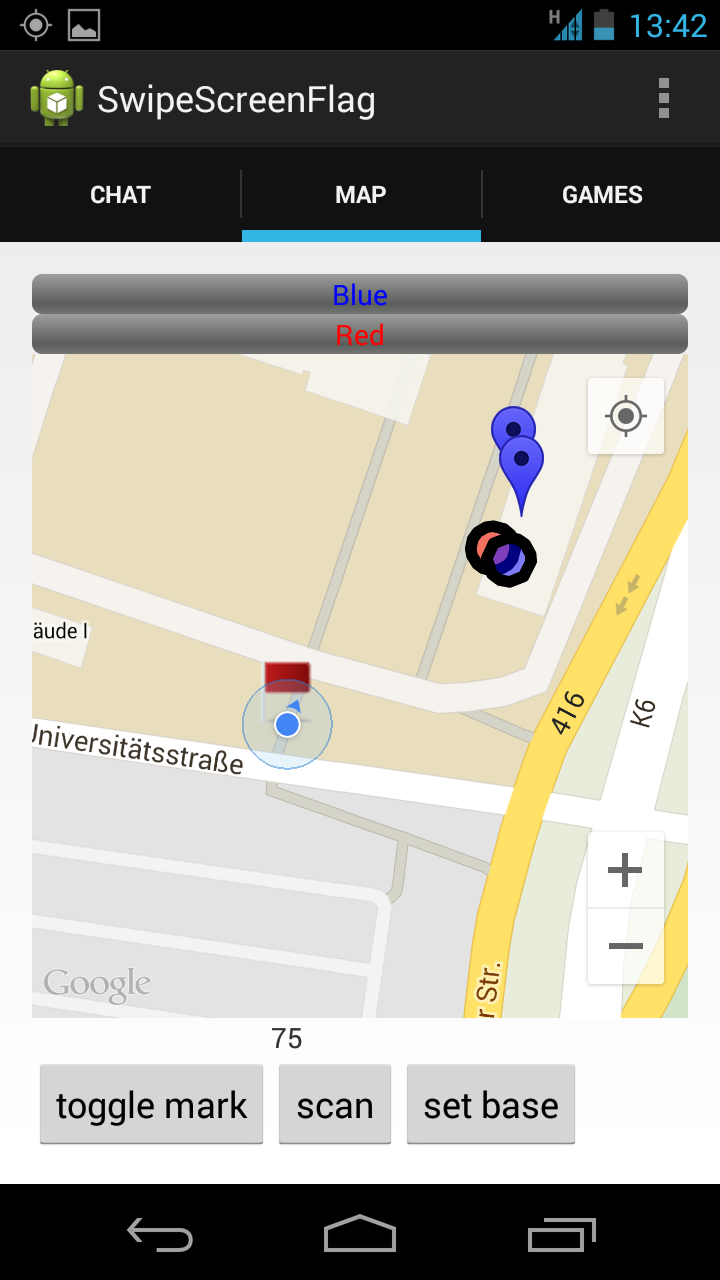 H 13:42
SwipeScreenFlag
CHAT MAP GAMES
Blue
Red
äude I
416
K6
Universitätsstraße
r Str.
Google
75
toggle mark scan set base